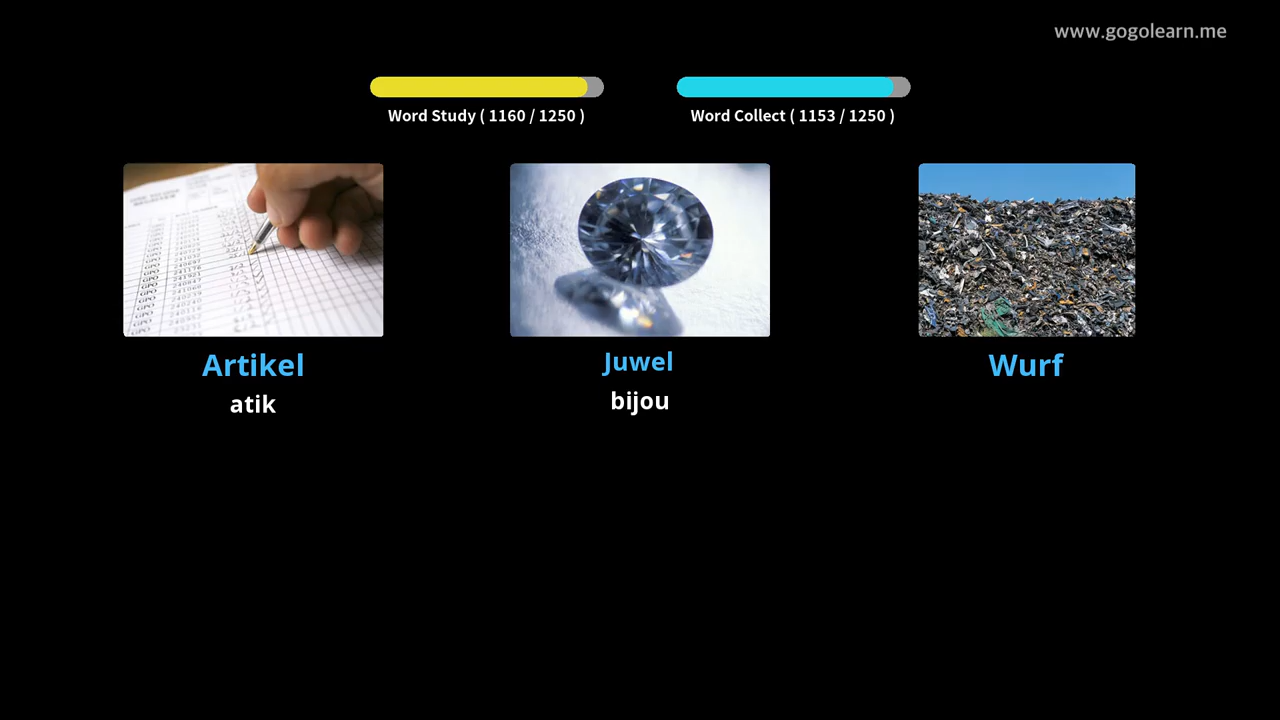 www.gogolearn.me
Word Study ( 1160 / 1250 )
Word Collect ( 1153 / 1250 )
Artikel
atik
Juwel
bijou
Wurf